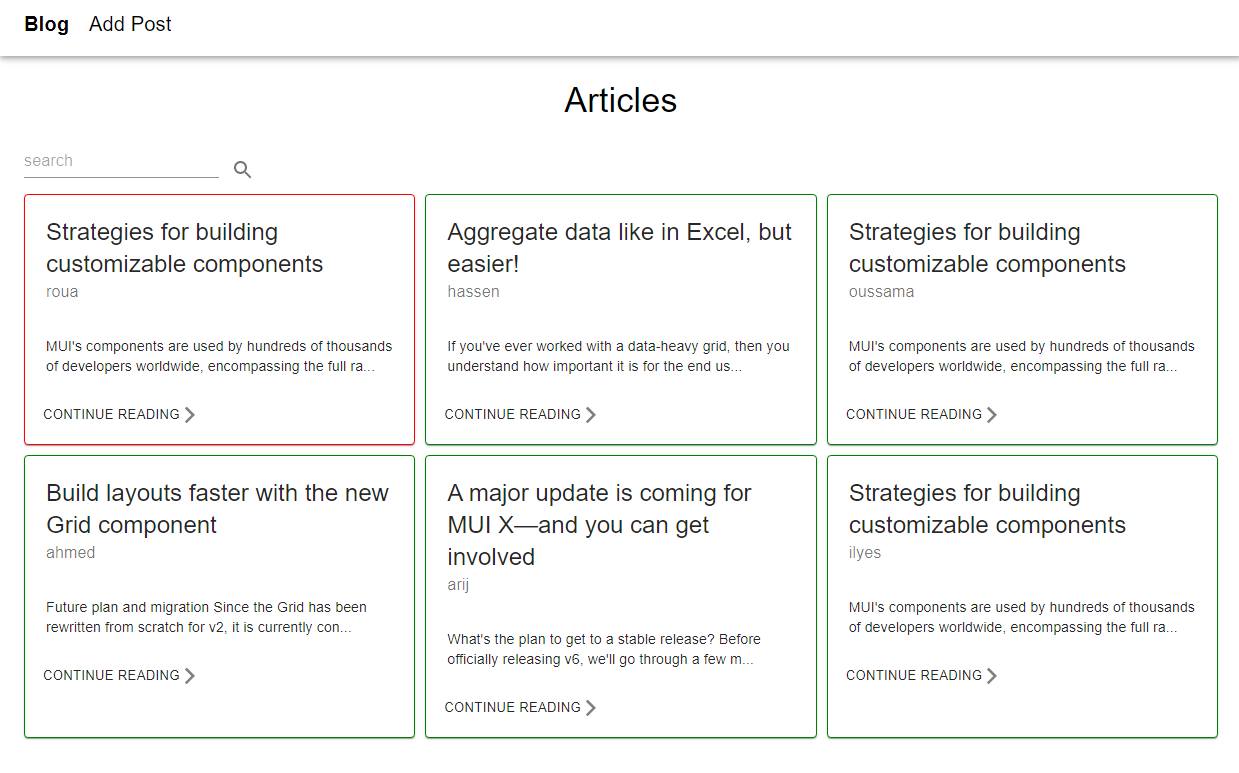 Blog Add Post
Articles
search
Strategies for building
customizable components
roua
MUI's components are used by hundreds of thousands
of developers worldwide, encompassing the full ra...
CONTINUE READING
Aggregate data like in Excel, but
easier!
hassen
If you've ever worked with a data-heavy grid, then you
understand how important it is for the end us...
CONTINUE READING
Strategies for building
customizable components
oussama
MUI's components are used by hundreds of thousands
of developers worldwide, encompassing the full ra...
CONTINUE READING
Build layouts faster with the new
Grid component
ahmed
Future plan and migration Since the Grid has been
rewritten from scratch for v2, it is currently con...
CONTINUE READING
A major update is coming for
MUI X—and you can get
involved
arij
What's the plan to get to a stable release? Before
officially releasing v6, we'll go through a few m...
CONTINUE READING
Strategies for building
customizable components
ilyes
MUI's components are used by hundreds of thousands
of developers worldwide, encompassing the full ra...
CONTINUE READING